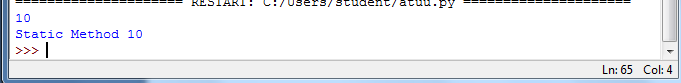 ===================== RESTART: C:/Users/student/atuu.py =====================
10
Static Method 10
>>>
Ln: 65 Col: 4